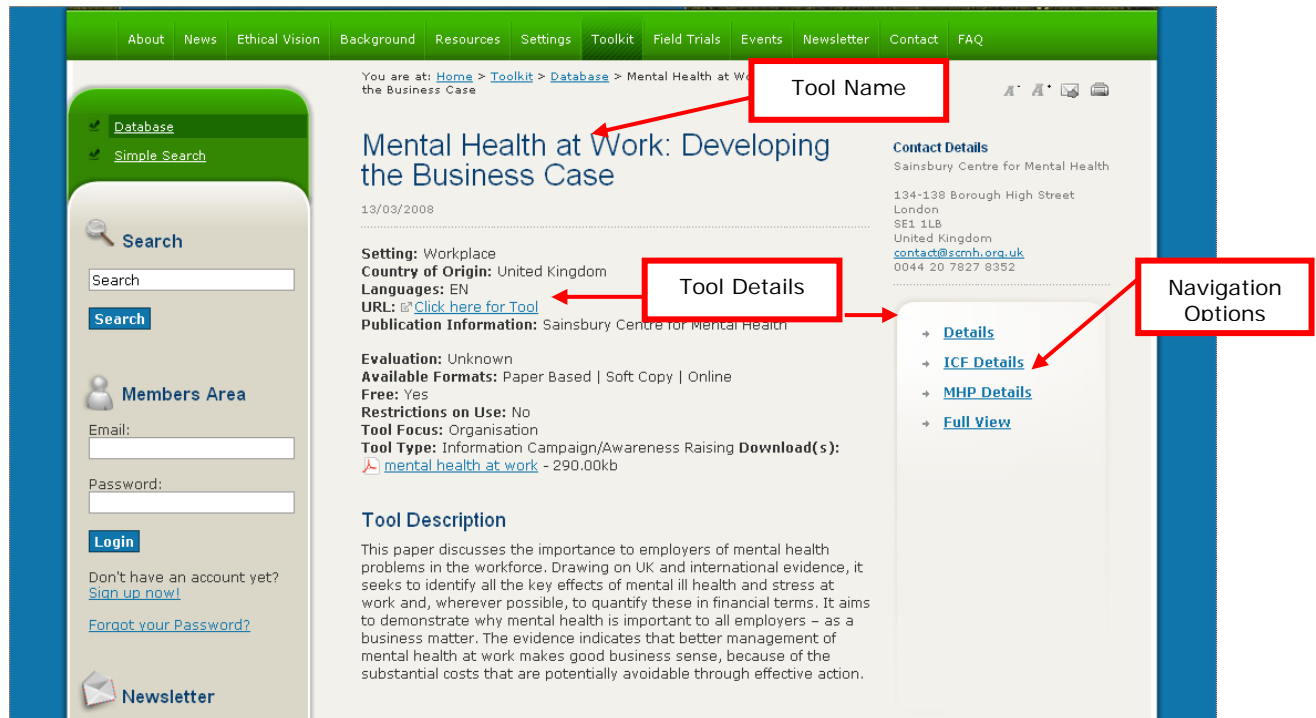 About News Ethical Vision Background Resources Settings Toolkit Field Trials Events Newsletter Contact FAQ
You are at: Home > Toolkit > Database > Mental Health at
the Business Case
Tool Name
Database
Simple Search
Mental Health at Work: Developing
the Business Case
13/03/2008
Contact Details
Sainsbury Centre for Mental Health
134-138 Borough High Street
London
SE1 1LB
United Kingdom
contact@scmh.org.uk
0044 20 7827 8352
Search
Search
Search
Setting: Workplace
Country of Origin: United Kingdom
Languages: EN
URL: Click here for Tool
Publication Information: Sainsbury Centre for Mental Health
Tool Details
Navigation
Options
Evaluation: Unknown
Available Formats: Paper Based | Soft Copy | Online
Free: Yes
Restrictions on Use: No
Tool Focus: Organisation
Tool Type: Information Campaign/Awareness Raising Download(s):
mental health at work - 290.00kb
Details
ICF Details
MHP Details
Full View
Members Area
Email:
Password:
Login
Don't have an account yet?
Sign up now!
Forgot your Password?
Newsletter
Tool Description
This paper discusses the importance to employers of mental health
problems in the workforce. Drawing on UK and international evidence, it
seeks to identify all the key effects of mental ill health and stress at
work and, wherever possible, to quantify these in financial terms. It aims
to demonstrate why mental health is important to all employers – as a
business matter. The evidence indicates that better management of
mental health at work makes good business sense, because of the
substantial costs that are potentially avoidable through effective action.